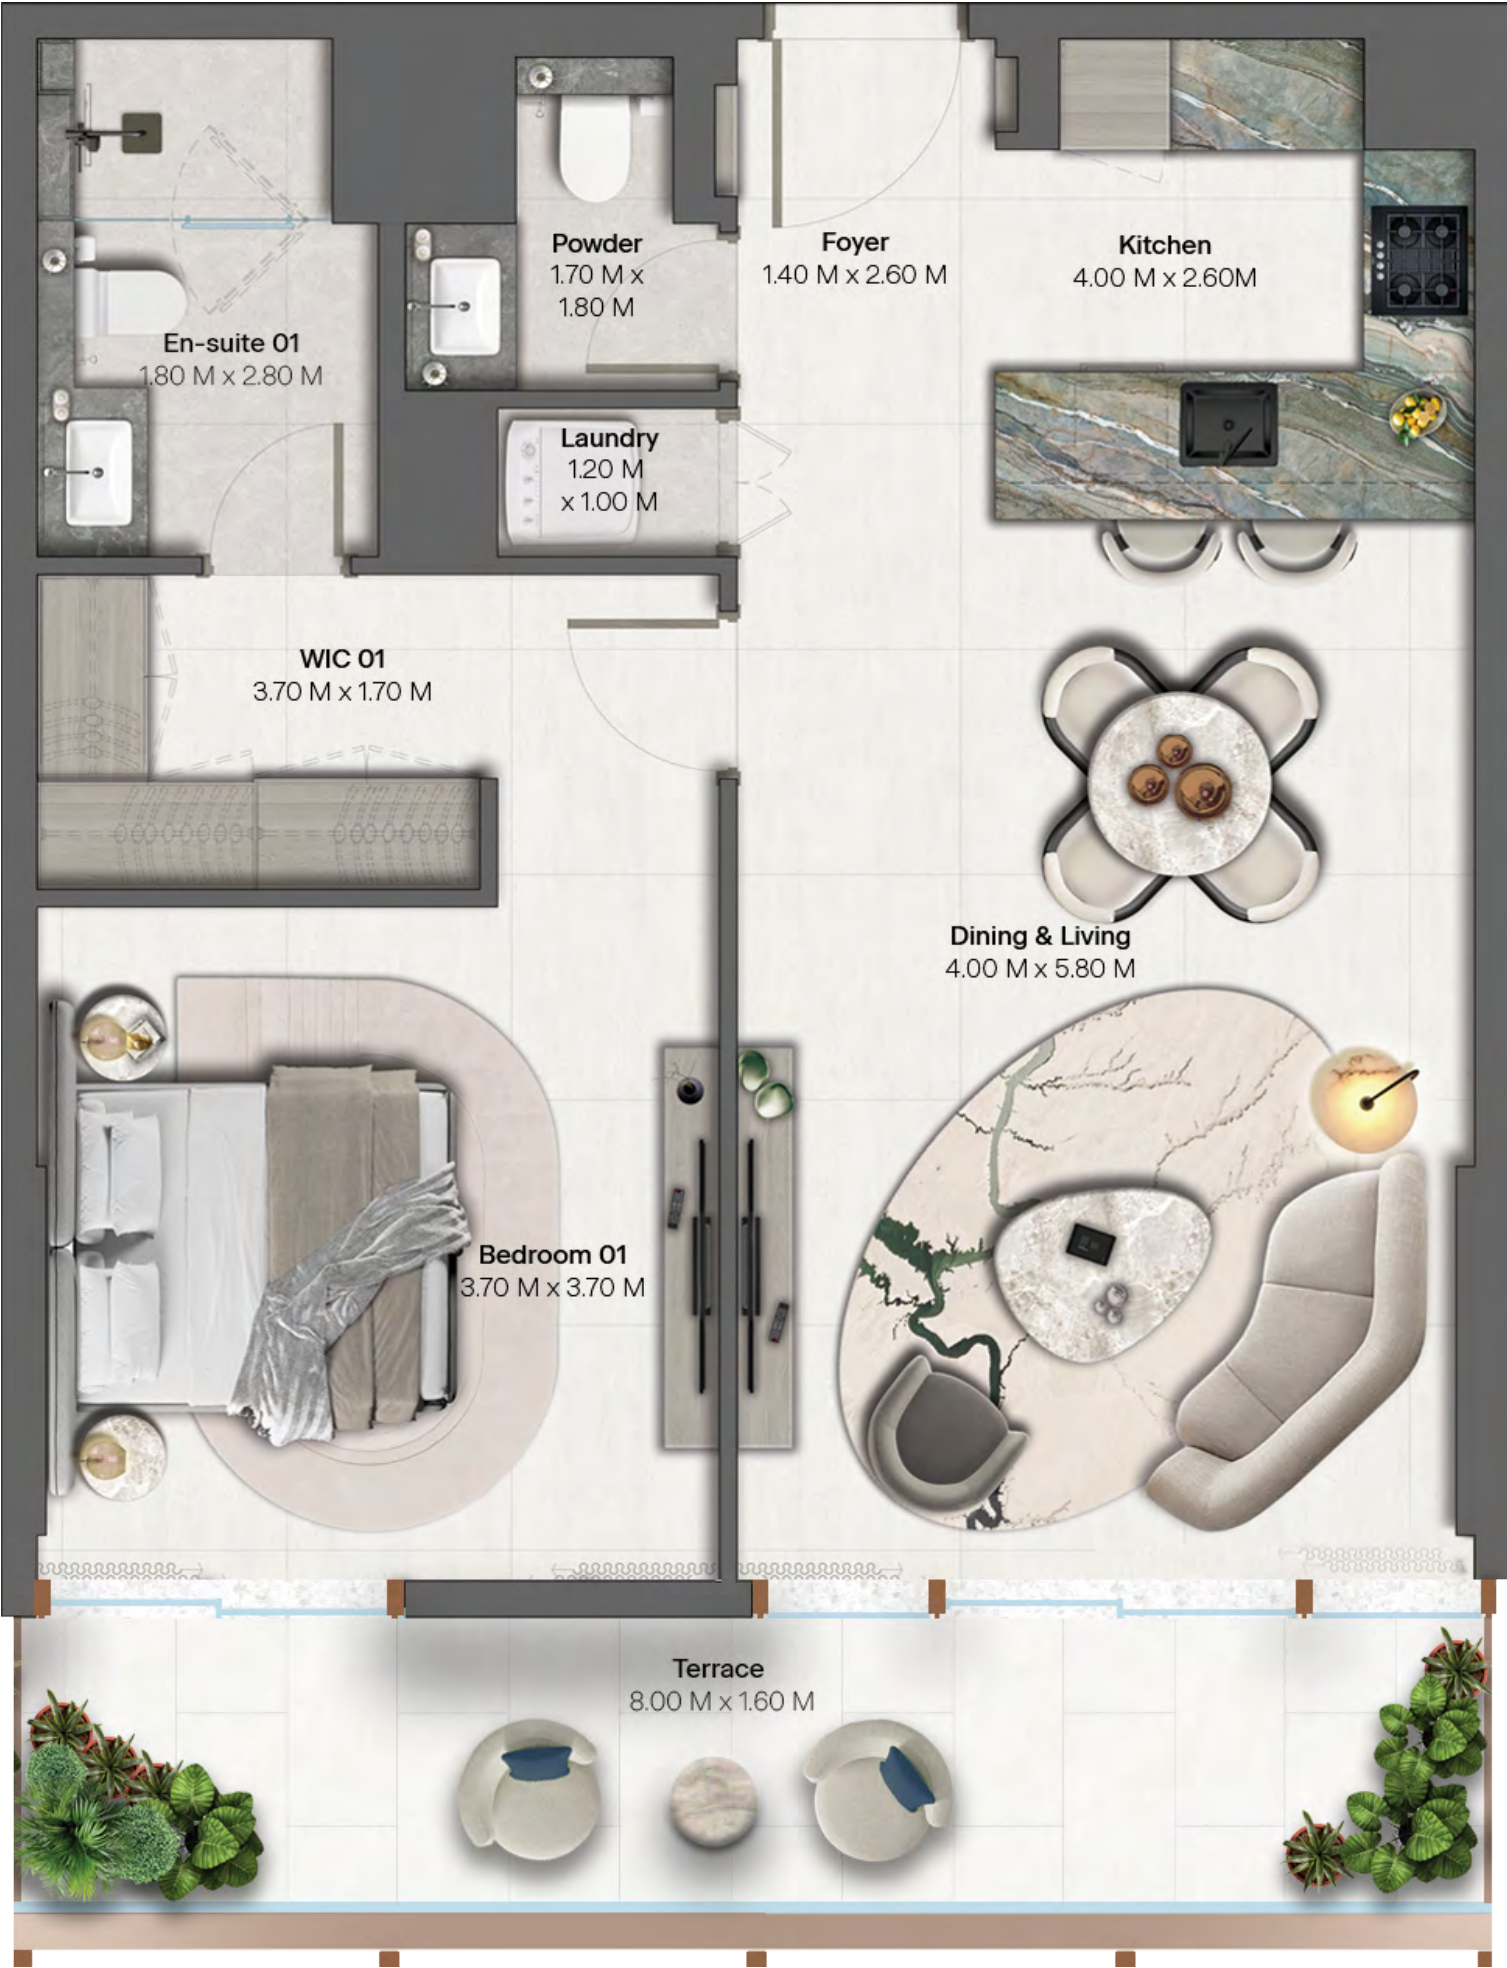 Powder
1.70 M x
1.80 M
Foyer
1.40 M x 2.60 M
Kitchen
4.00 M x 2.60M
En-suite 01
1.80 M x 2.80 M
Laundry
1.20 M
x 1.00 M
WIC 01
3.70 M x 1.70 M
Dining & Living
4.00 M x 5.80 M
Bedroom 01
3.70 M x 3.70 M
Terrace
8.00 M x 1.60 M